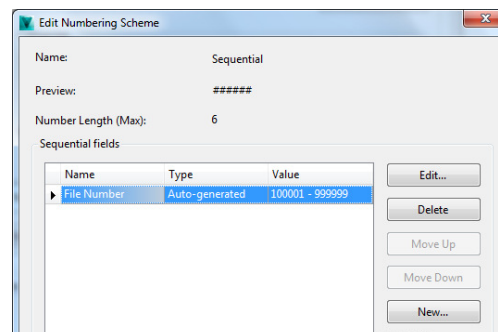 Edit Numbering Scheme
Name: Sequential
Preview: ######
Number Length (Max): 6
Sequential fields
Name Type Value
File Number Auto-generated 100001 - 999999
Edit...
Delete
Move Up
Move Down
New...